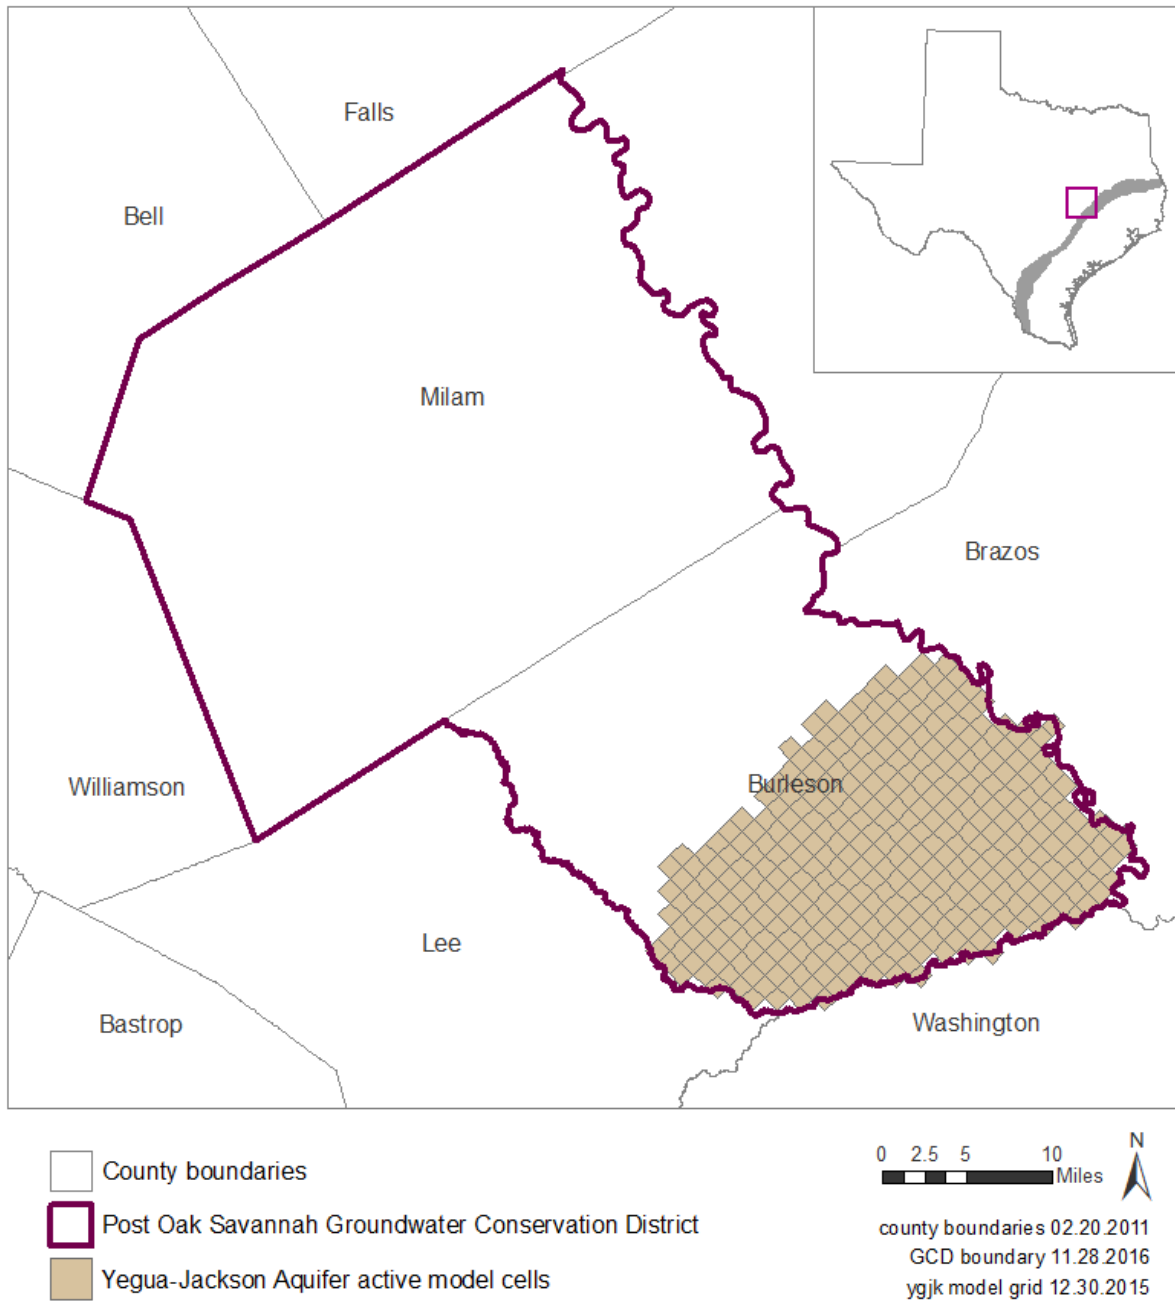 Falls
Bell
Milam
Brazos
Williamson
Burleson
Lee
Bastrop
Washington
County boundaries
Post Oak Savannah Groundwater Conservation District
Yegua-Jackson Aquifer active model cells
0 2.5 5 10
Miles
N
county boundaries 02.20.2011
GCD boundary 11.28.2016
ygjk model grid 12.30.2015